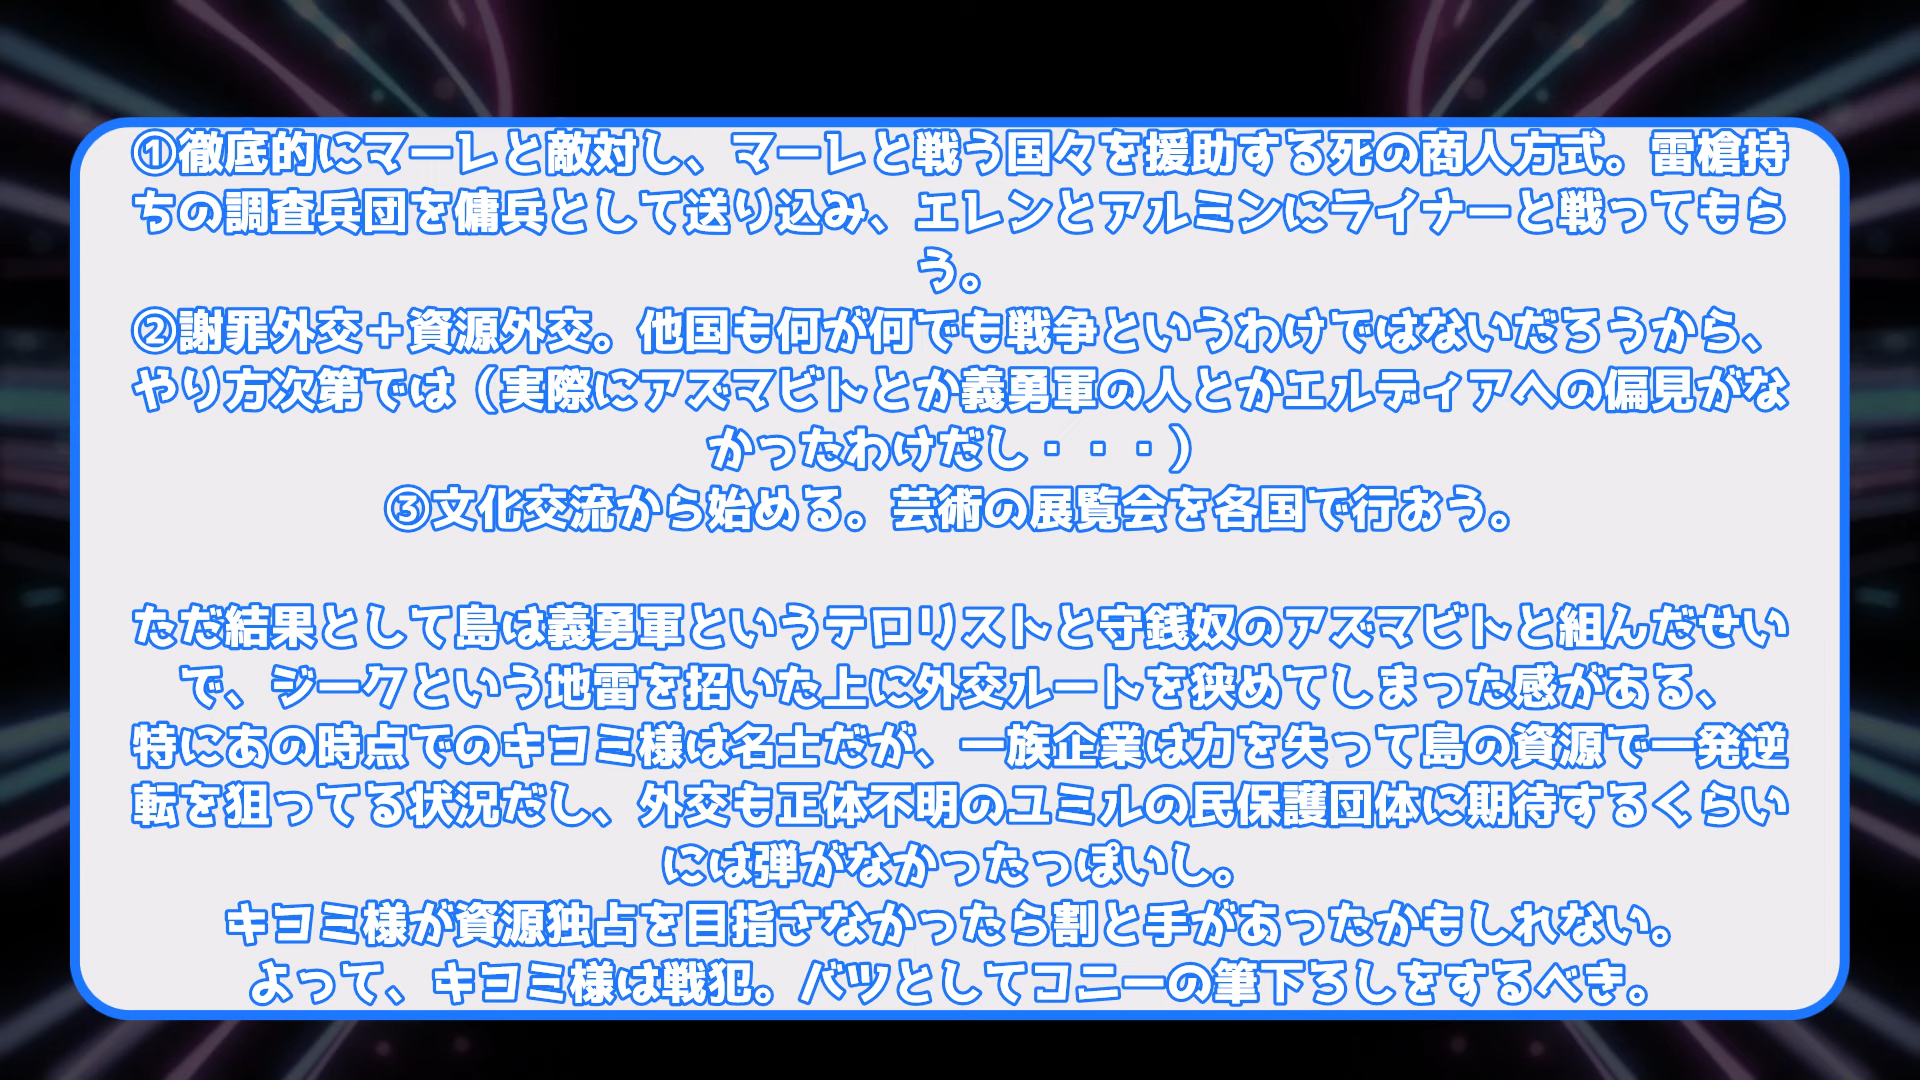 ①徹底的にマーレと敵対し、マーレと戦う国々を援助する死の商人方式。雷槍持
ちの調査兵団を傭兵として送り込み、エレンとアルミンにライナーと戦ってもら
う。
②謝罪外交＋資源外交。他国も何が何でも戦争というわけではないだろうから、
やり方次第では（実際にアズマビトとか義勇軍の人とかエルディアへの偏見がな
かったわけだし・・・）
③文化交流から始める。芸術の展覧会を各国で行おう。
ただ結果として島は義勇軍というテロリストと守銭奴のアズマビトと組んだせい
で、ジークという地雷を招いた上に外交ルートを狭めてしまった感がある、
特にあの時点でのキヨミ様は名士だが、一族企業は力を失って島の資源で一発逆
転を狙ってる状況だし、外交も正体不明のユミルの民保護団体に期待するくらい
には弾がなかったっぽいし。
キヨミ様が資源独占を目指さなかったら割と手があったかもしれない。
よって、キヨミ様は戦犯。バツとしてコニーの筆下ろしをするべき。